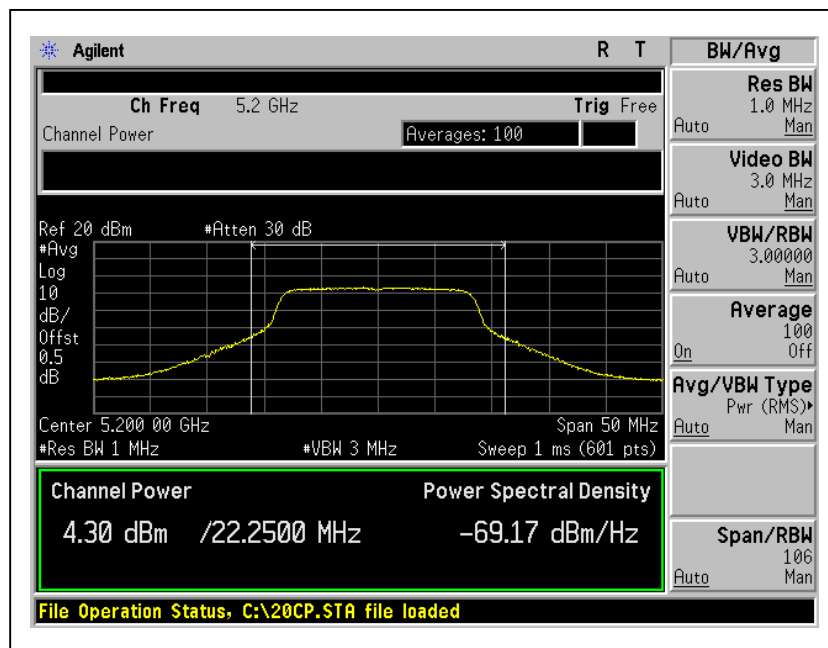 Agilent
R T
Ch Freq 5.2 GHz Trig Free
Channel Power Averages: 100
Ref 20 dBm #Atten 30 dB
#Avg
Log
10
dB/
Offst
0.5
dB
Center 5.200 00 GHz Span 50 MHz
#Res BW 1 MHz #VBW 3 MHz Sweep 1 ms (601 pts)
Channel Power Power Spectral Density
4.30 dBm /22.2500 MHz -69.17 dBm/Hz
File Operation Status, C:\20CP.STA file loaded
BW/Avg
Res BW
1.0 MHz
Auto Man
Video BW
3.0 MHz
Auto Man
VBW/RBW
3.00000
Auto Man
Average
100
On Off
Avg/VBW Type
Pwr (RMS)
Auto Man
Span/RBW
106
Auto Man